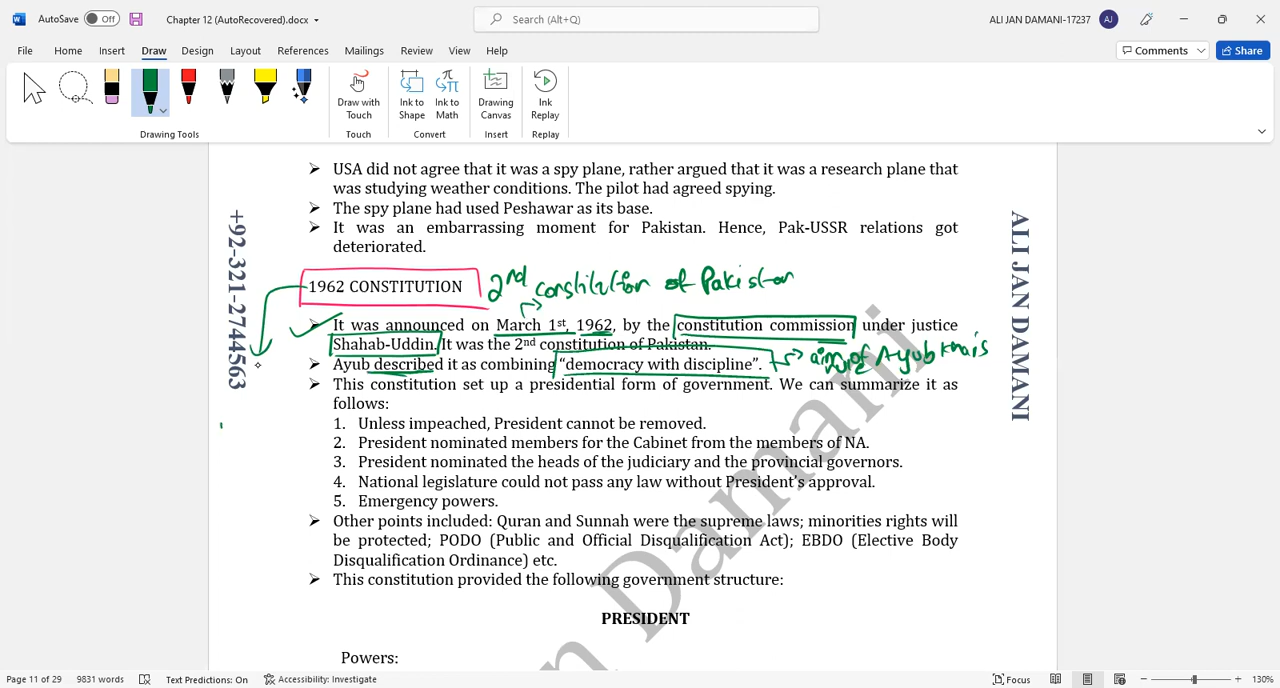 AutoSave Off Chapter 12 (AutoRecovered).docx Search (Alt+Q) ALI JAN DAMANI-17237 AJ
File Home Insert Draw Design Layout References Mailings Review View Help Comments Share
Draw with Touch Ink to Shape Ink to Math Drawing Canvas Ink Replay
Drawing Tools Touch Convert Insert Replay
➢ USA did not agree that it was a spy plane, rather argued that it was a research plane that
was studying weather conditions. The pilot had agreed spying.
➢ The spy plane had used Peshawar as its base.
➢ It was an embarrassing moment for Pakistan. Hence, Pak-USSR relations got
deteriorated.
1962 CONSTITUTION 2nd constitution of Pakistan
➢ It was announced on March 1st, 1962, by the constitution commission under justice
Shahab-Uddin. It was the 2nd constitution of Pakistan.
➢ Ayub described it as combining “democracy with discipline”. of Ayub
➢ This constitution set up a presidential form of government. We can summarize it as
follows:
1. Unless impeached, President cannot be removed.
2. President nominated members for the Cabinet from the members of NA.
3. President nominated the heads of the judiciary and the provincial governors.
4. National legislature could not pass any law without President’s approval.
5. Emergency powers.
➢ Other points included: Quran and Sunnah were the supreme laws; minorities rights will
be protected; PODO (Public and Official Disqualification Act); EBDO (Elective Body
Disqualification Ordinance) etc.
➢ This constitution provided the following government structure:
PRESIDENT
Powers:
+92-321-2744563
ALI JAN DAMANI
n Damani
Page 11 of 29 9831 words Text Predictions: On Accessibility: Investigate Focus 130%